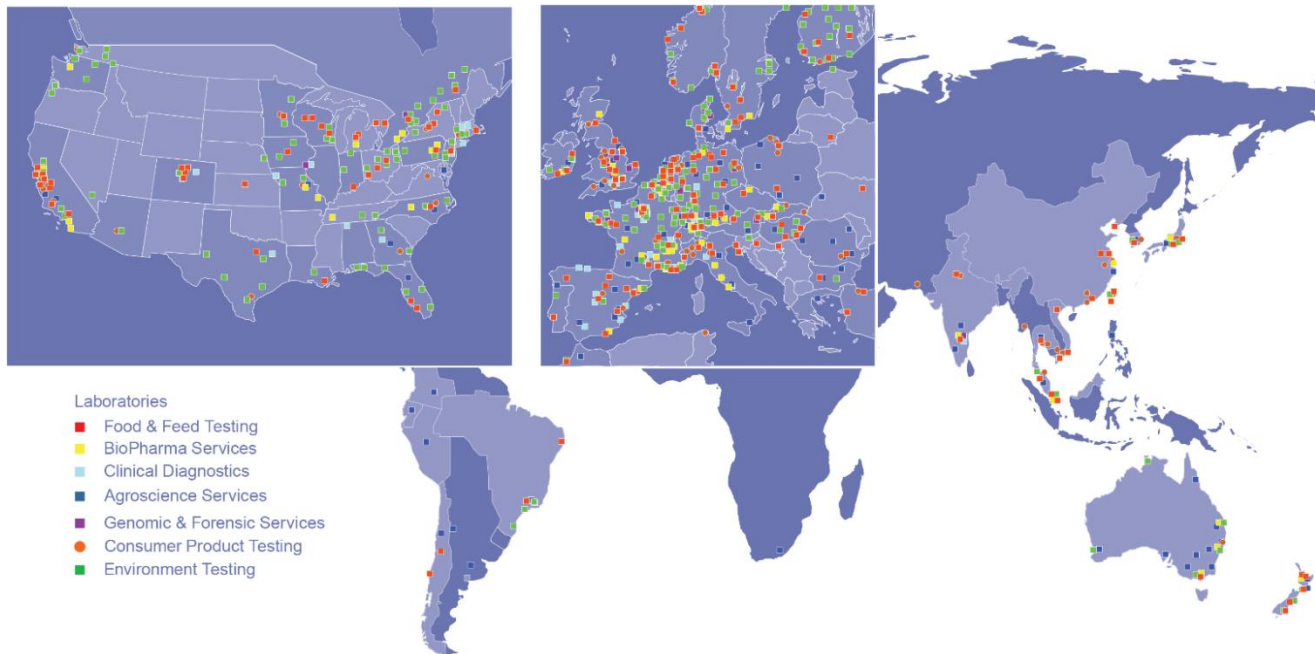 Laboratories
Food & Feed Testing
BioPharma Services
Clinical Diagnostics
Agroscience Services
Genomic & Forensic Services
Consumer Product Testing
Environment Testing